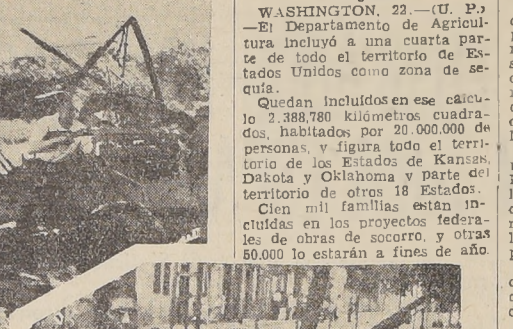 WASHINGTON, 22.—(U. P.)
—El Departamento de Agricul-
tura incluyó a una cuarta par-
te de todo el territorio de Es-
tados Unidos como zona de se-
quía.
Quedan incluídos en ese cálcu-
lo 2.388,780 kilómetros cuadra-
dos, habitados por 20.000.000 de
personas, y figura todo el terri-
torio de los Estados de Kansas,
Dakota y Oklahoma y parte del
territorio de otros 18 Estados.
Cien mil familias están in-
cluídas en los proyectos federa-
les de obras de socorro, y otras
50.000 lo estarán a fines de año.